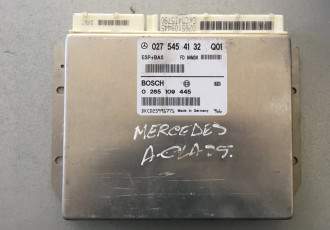 027 545 41 32 Q01
ESP+BAS
BOSCH
0 265 109 445
Made in Germany
MERCEDES
A-CLASS.